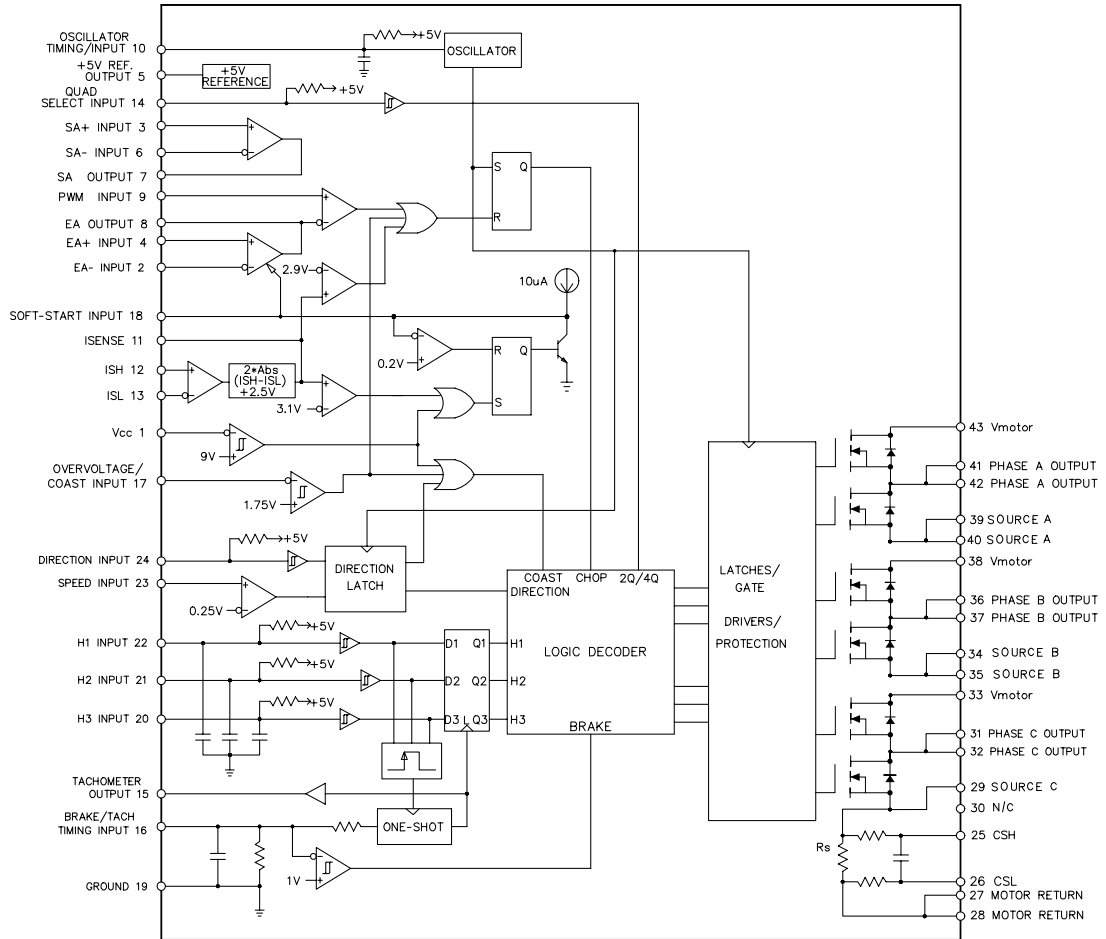 OSCILLATOR
TIMING/INPUT 10
+5V REF.
OUTPUT 5
QUAD
SELECT INPUT 14
SA+ INPUT 3
SA- INPUT 6
SA OUTPUT 7
PWM INPUT 9
EA OUTPUT 8
EA+ INPUT 4
EA- INPUT 2
SOFT-START INPUT 18
ISENSE 11
ISH 12
ISL 13
Vcc 1
OVERVOLTAGE/
COAST INPUT 17
DIRECTION INPUT 24
SPEED INPUT 23
H1 INPUT 22
H2 INPUT 21
H3 INPUT 20
TACHOMETER
OUTPUT 15
BRAKE/TACH
TIMING INPUT 16
GROUND 19
+5V
OSCILLATOR
+5V
REFERENCE
+5V
+
-
+
-
+
-
2.9V
-
+
S Q
R
10uA
-
+
0.2V
R Q
S
+
-
2*Abs
(ISH-ISL)
+2.5V
+
-
3.1V
-
+
9V
-
+
1.75V
+5V
DIRECTION
LATCH
+
-
0.25V
+5V
+5V
+5V
D1 Q1
D2 Q2
D3 L Q3
COAST CHOP 2Q/4Q
DIRECTION
H1
LOGIC DECODER
H2
H3
BRAKE
ONE-SHOT
-
+
1V
LATCHES/
GATE
DRIVERS/
PROTECTION
Rs
43 Vmotor
41 PHASE A OUTPUT
42 PHASE A OUTPUT
39 SOURCE A
40 SOURCE A
38 Vmotor
36 PHASE B OUTPUT
37 PHASE B OUTPUT
34 SOURCE B
35 SOURCE B
33 Vmotor
31 PHASE C OUTPUT
32 PHASE C OUTPUT
29 SOURCE C
30 N/C
25 CSH
26 CSL
27 MOTOR RETURN
28 MOTOR RETURN